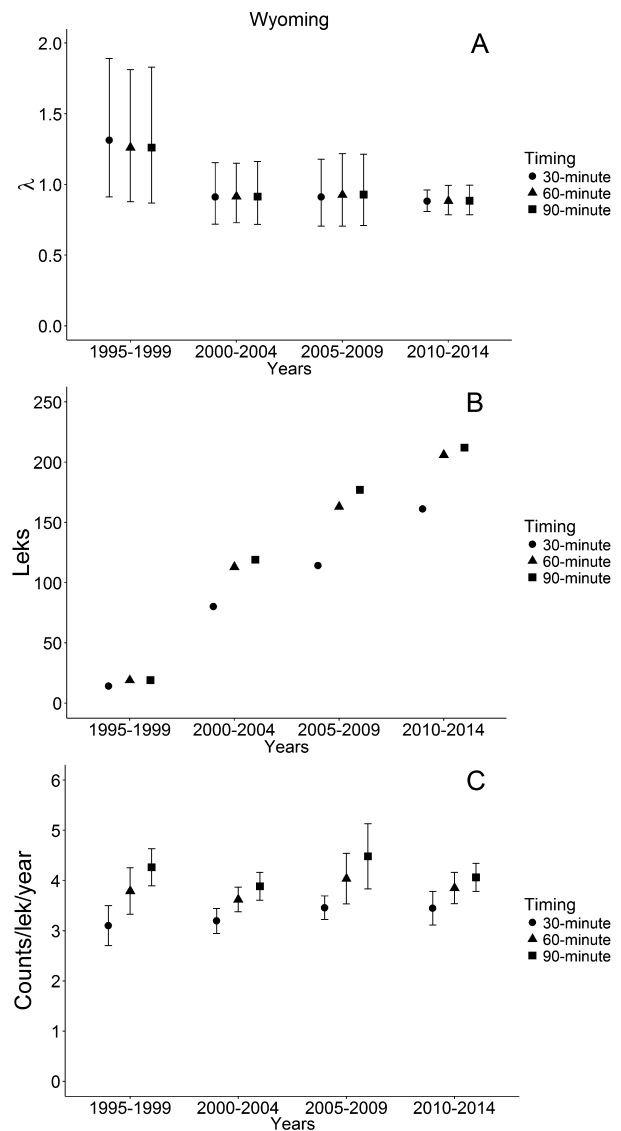 Wyoming
A
2.0
1.5
1.0
0.5
0.0
λ
1995-1999 2000-2004 2005-2009 2010-2014
Years
Timing
30-minute
60-minute
90-minute
B
250
200
150
100
50
0
Leks
1995-1999 2000-2004 2005-2009 2010-2014
Years
Timing
30-minute
60-minute
90-minute
C
6
5
4
3
2
1
0
Counts/lek/year
1995-1999 2000-2004 2005-2009 2010-2014
Years
Timing
30-minute
60-minute
90-minute